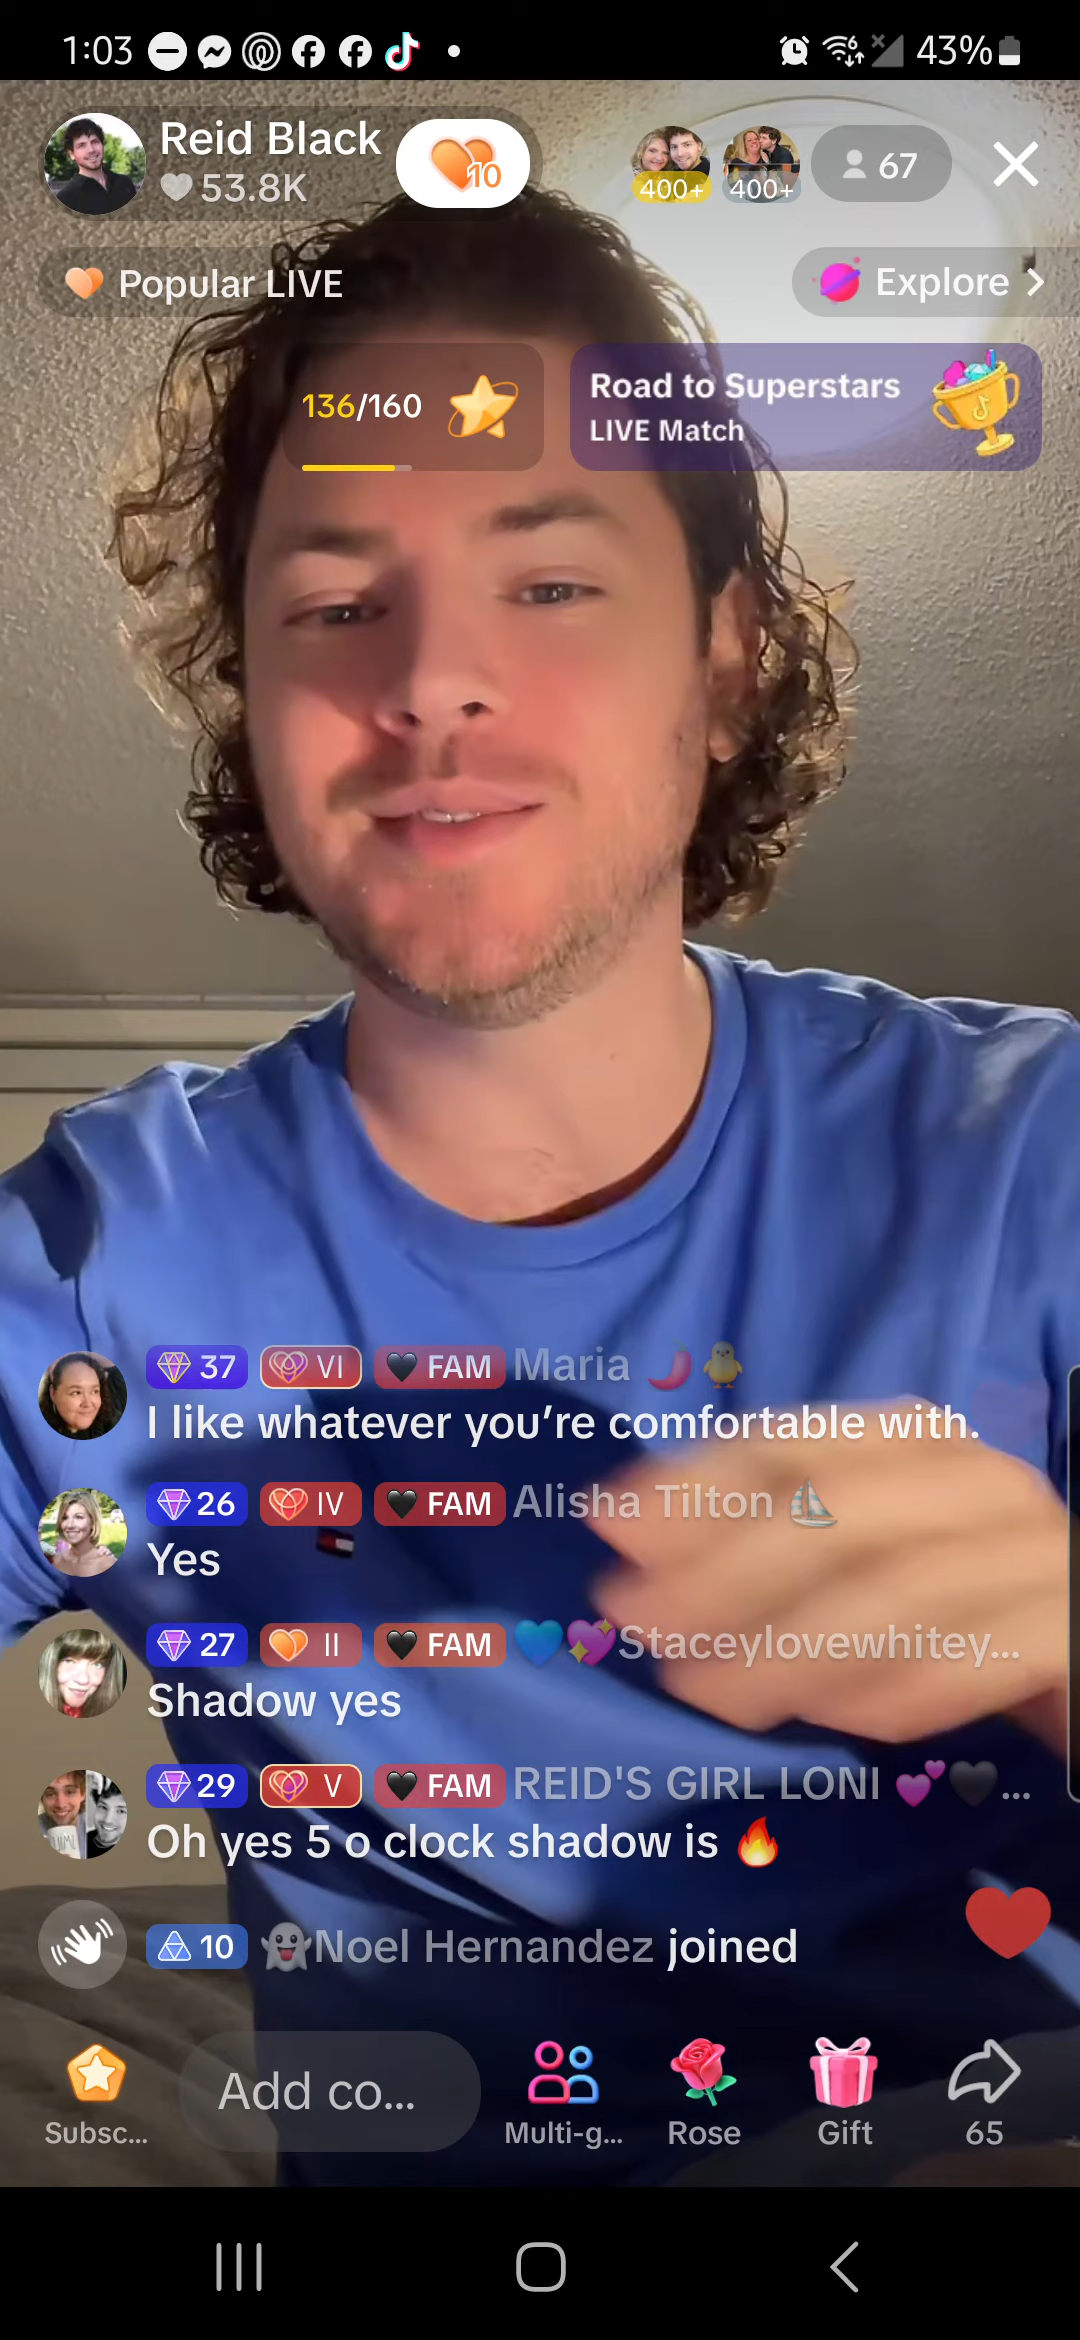 1:03
43%
Reid Black
53.8K
10
400+
400+
67
Popular LIVE
Explore
136/160
Road to Superstars
LIVE Match
37 VI FAM Maria
I like whatever you're comfortable with.
26 IV FAM Alisha Tilton
Yes
27 II FAM Staceylovewhitey...
Shadow yes
29 V FAM REID'S GIRL LONI ...
Oh yes 5 o clock shadow is
10 Noel Hernandez joined
Add co...
Subsc...
Multi-g...
Rose
Gift
65